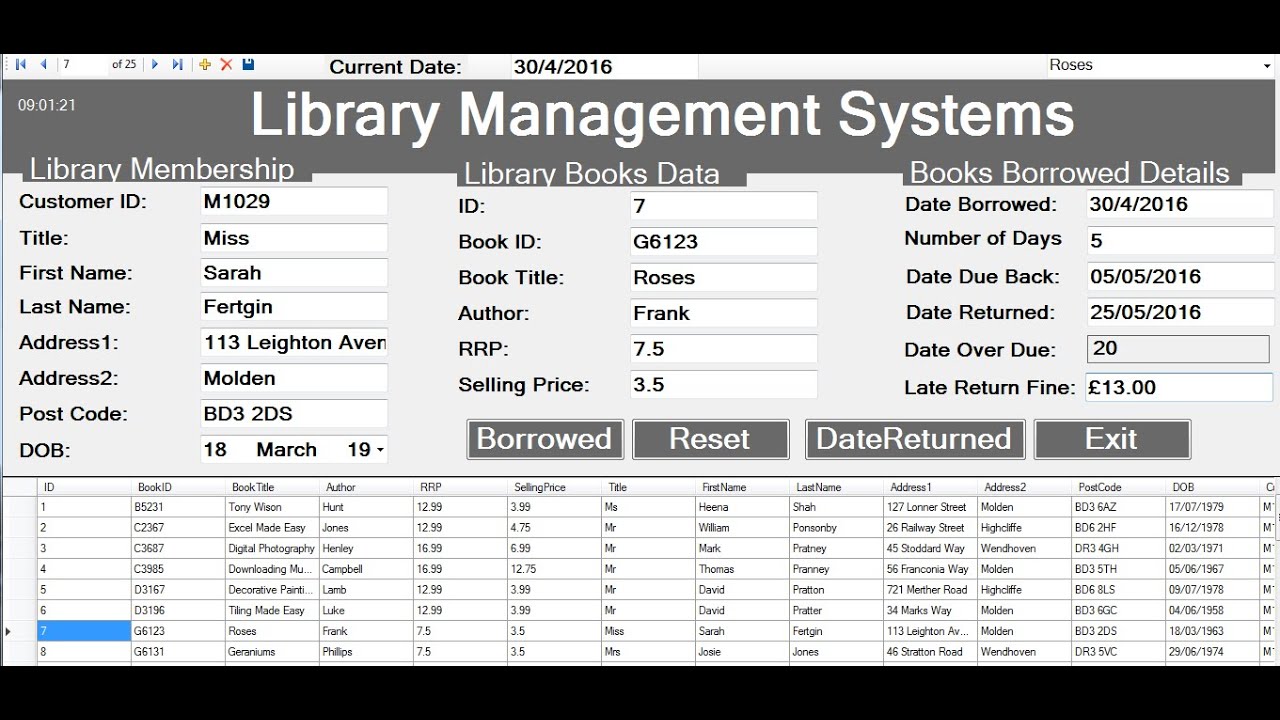 7 of 25 Current Date: 30/4/2016 Roses
09:01:21
Library Management Systems
Library Membership
Customer ID: M1029
Title: Miss
First Name: Sarah
Last Name: Fertgin
Address1: 113 Leighton Aven
Address2: Molden
Post Code: BD3 2DS
DOB: 18 March 19
Library Books Data
ID: 7
Book ID: G6123
Book Title: Roses
Author: Frank
RRP: 7.5
Selling Price: 3.5
Books Borrowed Details
Date Borrowed: 30/4/2016
Number of Days 5
Date Due Back: 05/05/2016
Date Returned: 25/05/2016
Date Over Due: 20
Late Return Fine: £13.00
Borrowed Reset DateReturned Exit
ID BookID BookTitle Author RRP SellingPrice Title FirstName LastName Address1 Address2 PostCode DOB
1 B5231 Tony Wison Hunt 12.99 3.99 Ms Heena Shah 127 Lonner Street Molden BD3 6AZ 17/07/1979
2 C2367 Excel Made Easy Jones 12.99 4.75 Mr William Ponsonby 26 Railway Street Highcliffe BD6 2HF 16/12/1978
3 C3687 Digital Photography Henley 16.99 6.99 Mr Mark Pratney 45 Stoddard Way Wendhoven DR3 4GH 02/03/1971
4 C3985 Downloading Mu... Campbell 16.99 12.75 Mr Thomas Pranney 56 Franconia Way Molden BD3 5TH 05/06/1967
5 D3167 Decorative Painti... Lamb 12.99 3.99 Mr David Pratton 721 Merther Road Highcliffe BD6 8LS 09/07/1978
6 D3196 Tiling Made Easy Luke 12.99 3.99 Mr David Pratter 34 Marks Way Molden BD3 6GC 04/06/1958
7 G6123 Roses Frank 7.5 3.5 Miss Sarah Fertgin 113 Leighton Av... Molden BD3 2DS 18/03/1963
8 G6131 Geraniums Phillips 7.5 3.5 Mrs Josie Jones 46 Stratton Road Wendhoven DR3 5VC 29/06/1974